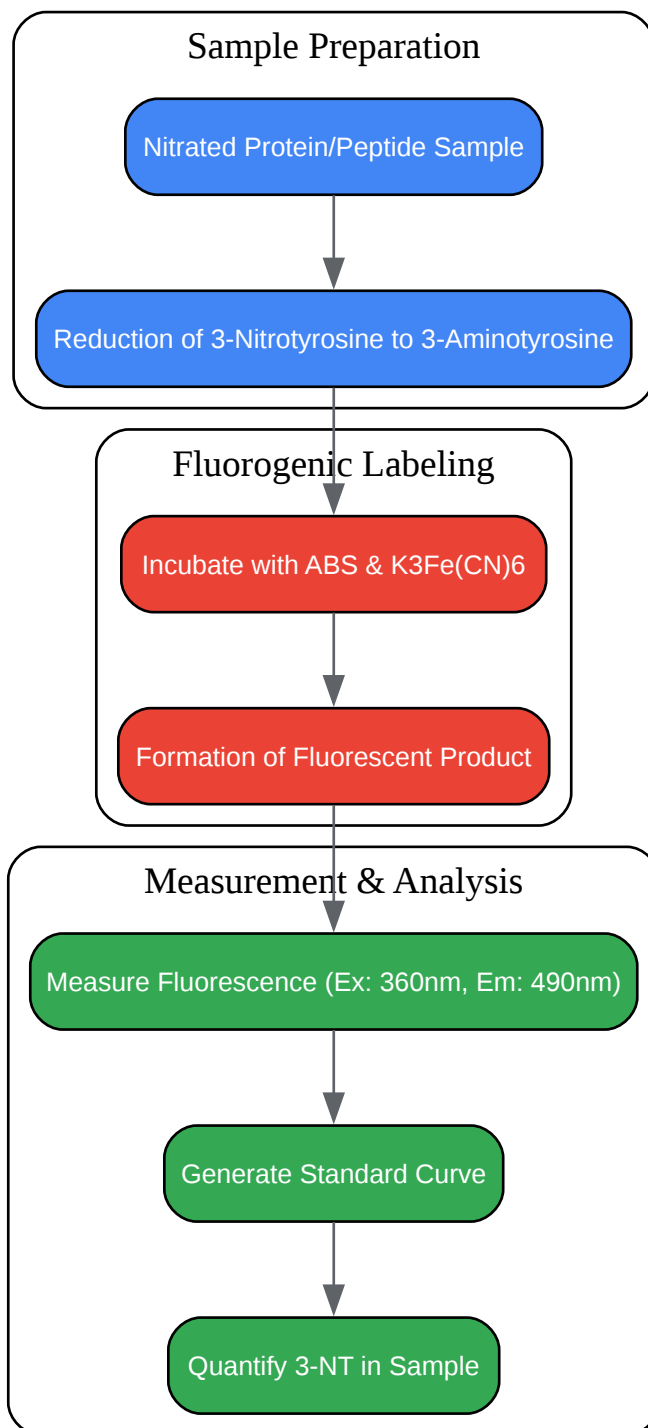 Sample Preparation
Nitrated Protein/Peptide Sample
Reduction of 3-Nitrotyrosine to 3-Aminotyrosine
Fluorogenic Labeling
Incubate with ABS & K3Fe(CN)6
Formation of Fluorescent Product
Measurement & Analysis
Measure Fluorescence (Ex: 360nm, Em: 490nm)
Generate Standard Curve
Quantify 3-NT in Sample